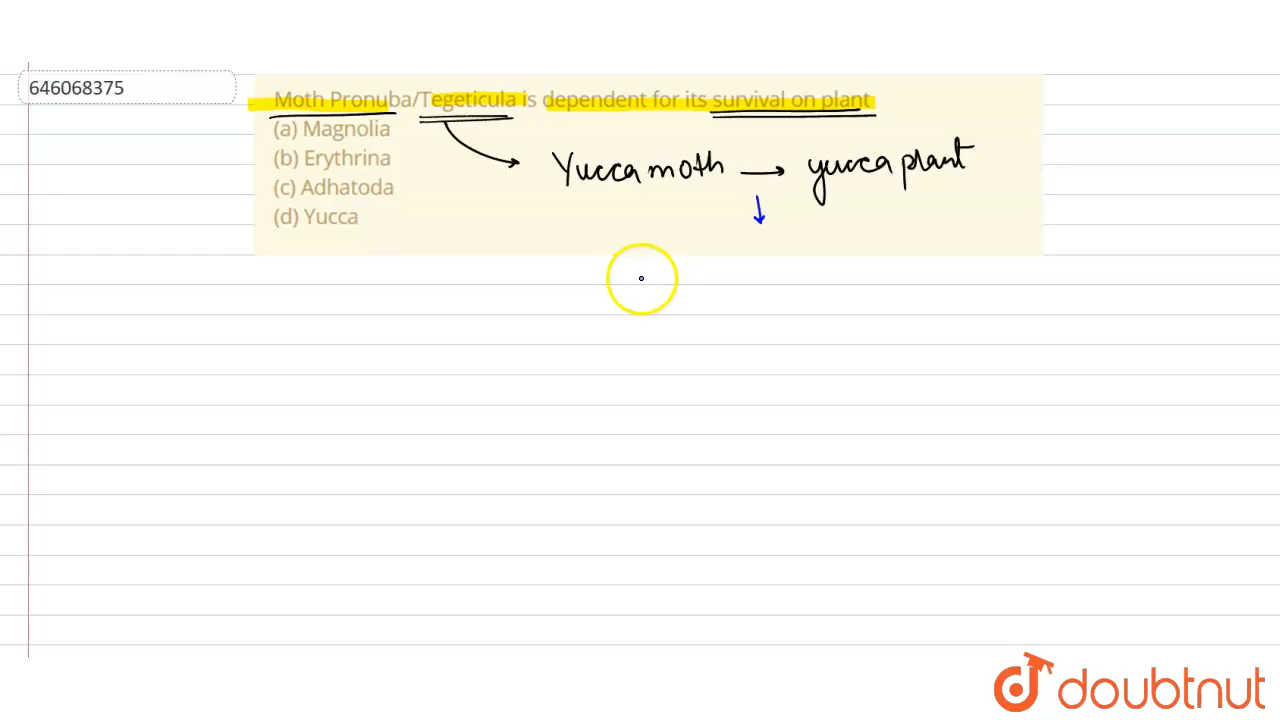 646068375
Moth Pronuba/Tegeticula is dependent for its survival on plant
(a) Magnolia
(b) Erythrina
(c) Adhatoda
(d) Yucca
Yucca moth → yucca plant
doubtnut